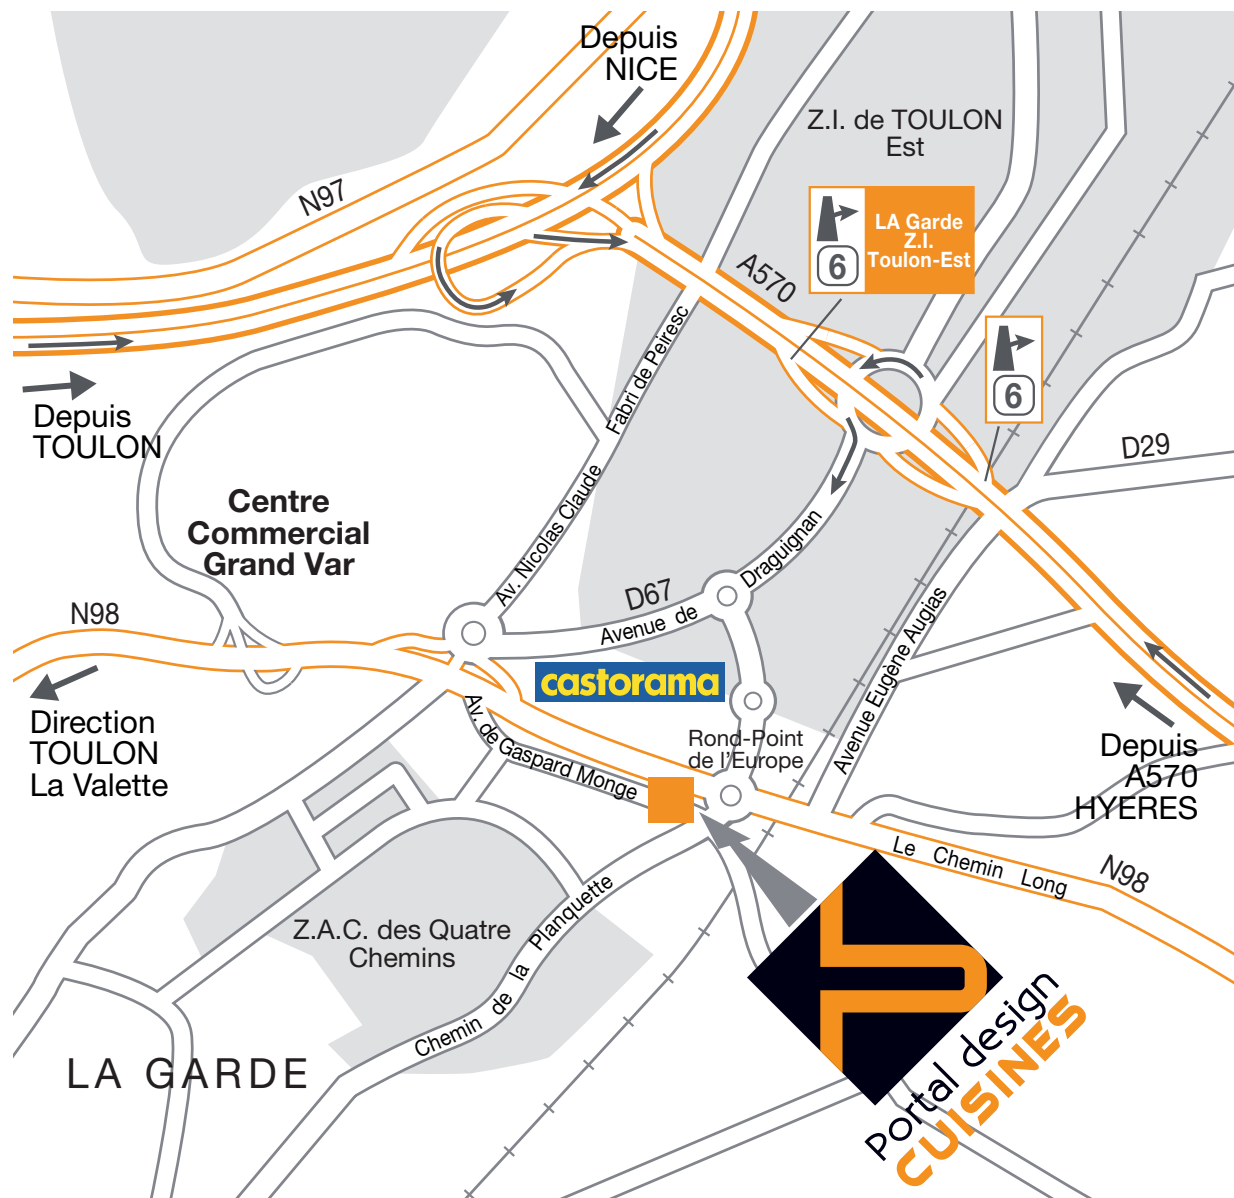 Depuis
NICE
Z.I. de TOULON
Est
N97
LA Garde
Z.I.
Toulon-Est
6
A570
6
Fabri de Peiresc
Depuis
TOULON
D29
Centre
Commercial
Grand Var
Av. Nicolas Claude
Draguignan
D67
Avenue de
N98
Avenue Eugène Augias
castorama
Direction
TOULON
La Valette
Av. de Gaspard Monge
Rond-Point
de l'Europe
Depuis
A570
HYERES
Le Chemin Long
N98
Z.A.C. des Quatre
Chemins
Chemin de la Planquette
LA GARDE
Portal design
CUISINES